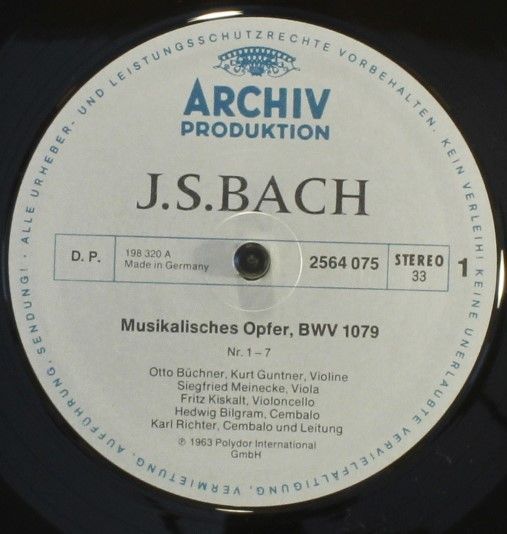 ALLE URHEBER- UND LEISTUNGSSCHUTZRECHTE VORBEHALTEN. KEIN VERLEIH! KEINE UNERLAUBTE VERVIELFÄLTIGUNG, VERMIETUNG, AUFFÜHRUNG, SENDUNG! ·
ARCHIV
PRODUKTION
J.S.BACH
D. P.
198 320 A
Made in Germany
2564 075
STEREO
33
1
Musikalisches Opfer, BWV 1079
Nr. 1–7
Otto Büchner, Kurt Guntner, Violine
Siegfried Meinecke, Viola
Fritz Kiskalt, Violoncello
Hedwig Bilgram, Cembalo
Karl Richter, Cembalo und Leitung
℗ 1963 Polydor International
GmbH